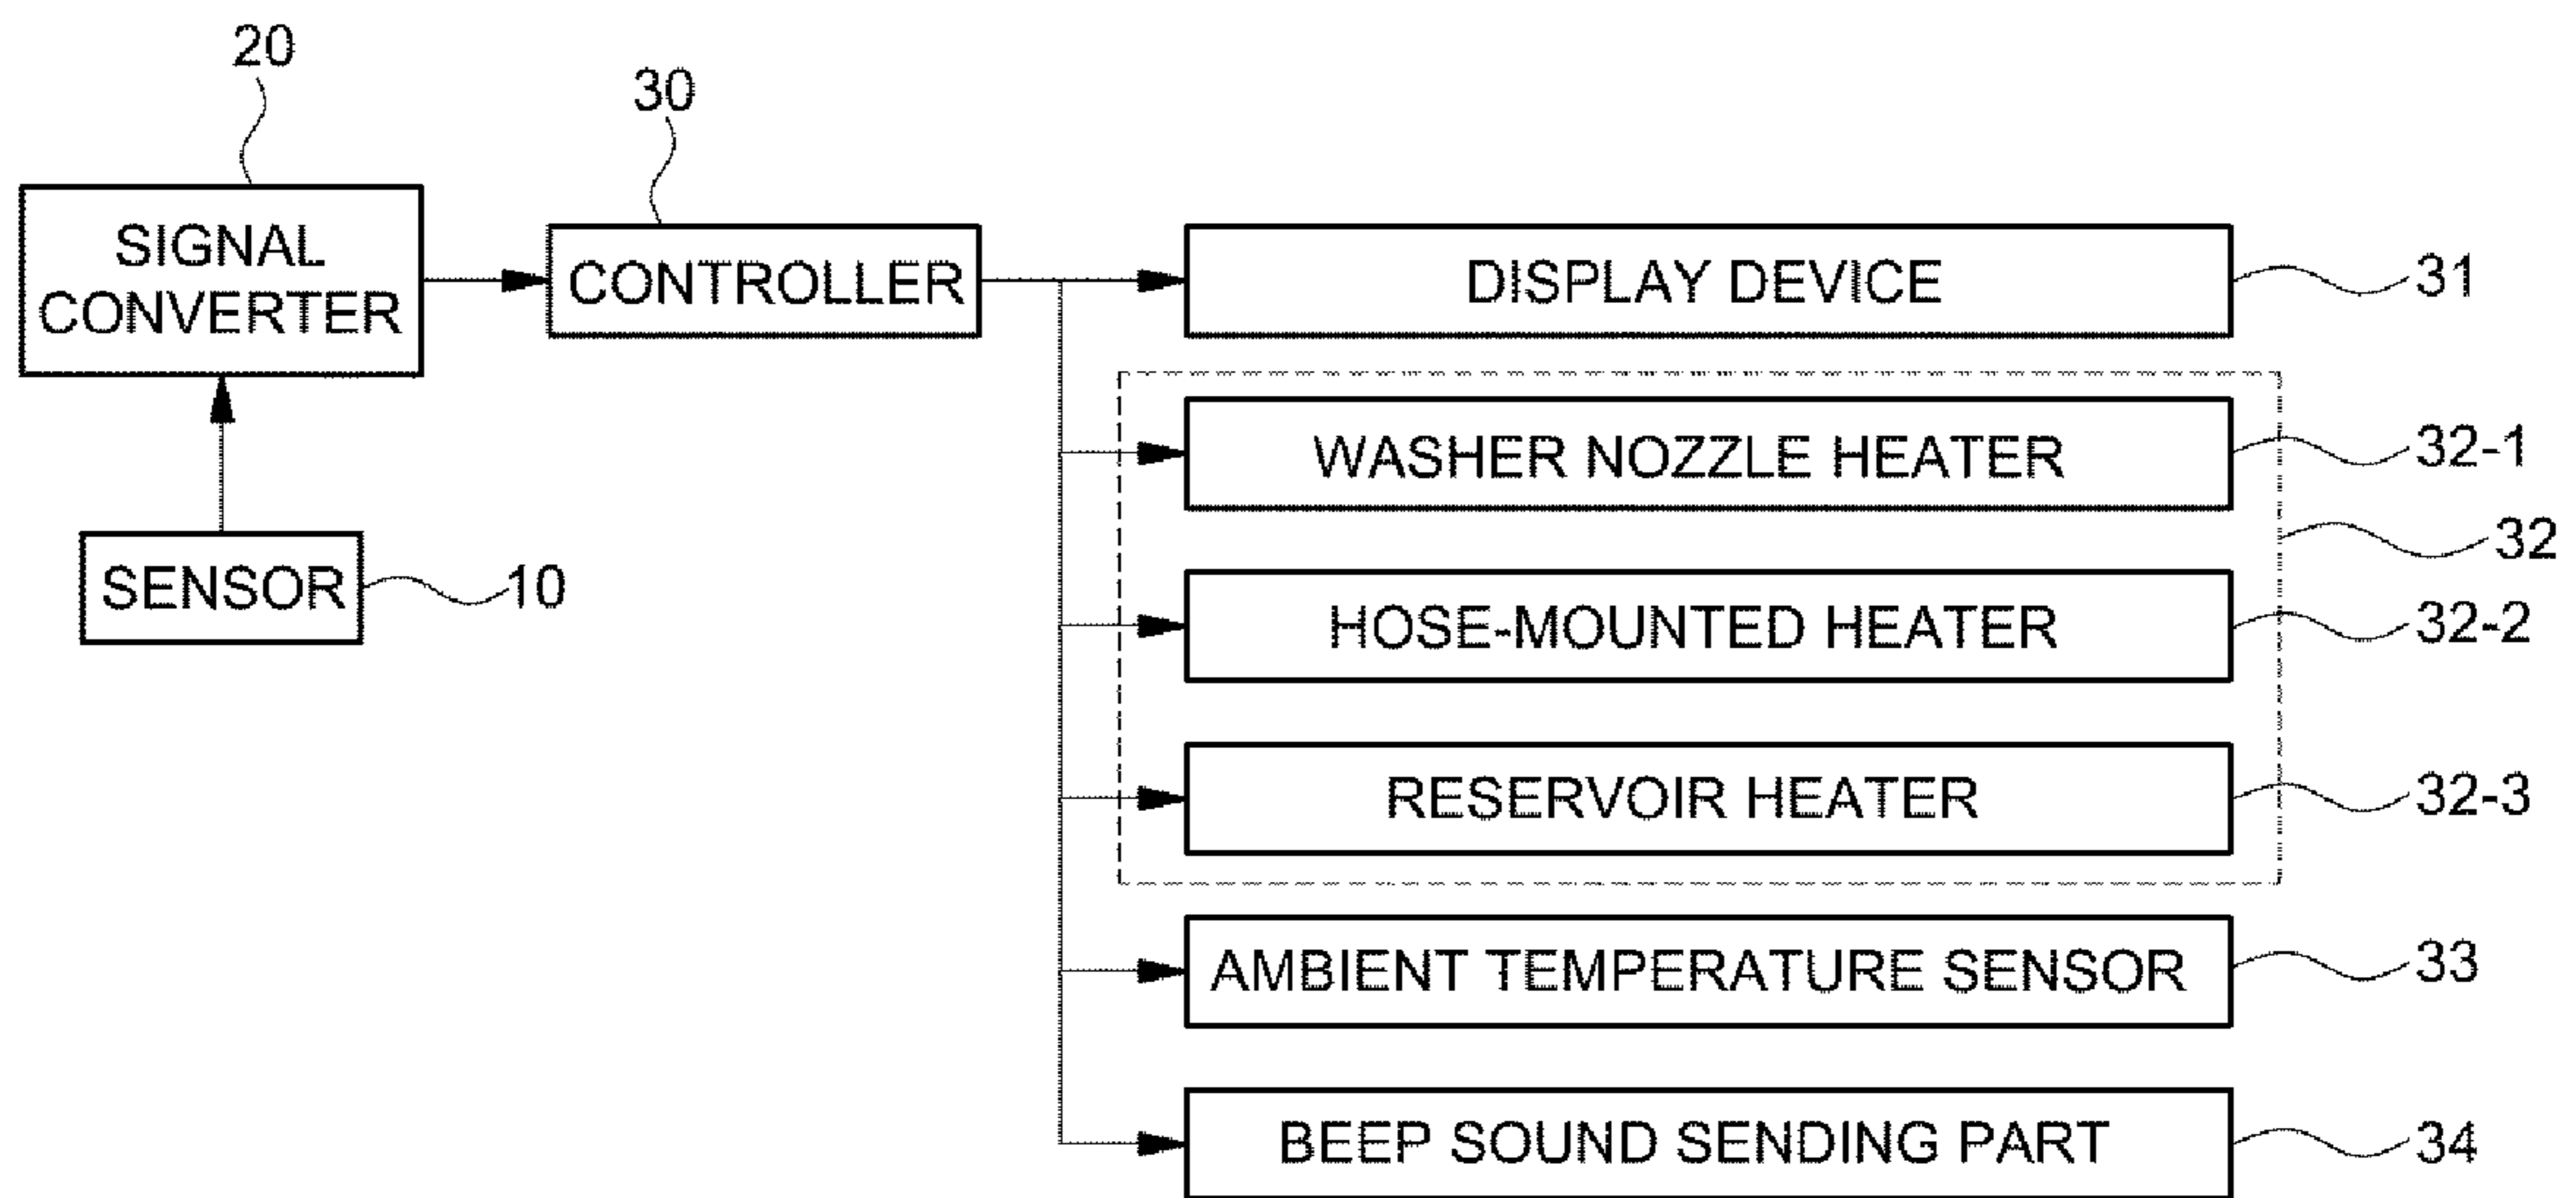 20
30
SIGNAL
CONVERTER
CONTROLLER
DISPLAY DEVICE
31
WASHER NOZZLE HEATER
32-1
32
SENSOR
10
HOSE-MOUNTED HEATER
32-2
RESERVOIR HEATER
32-3
AMBIENT TEMPERATURE SENSOR
33
BEEP SOUND SENDING PART
34